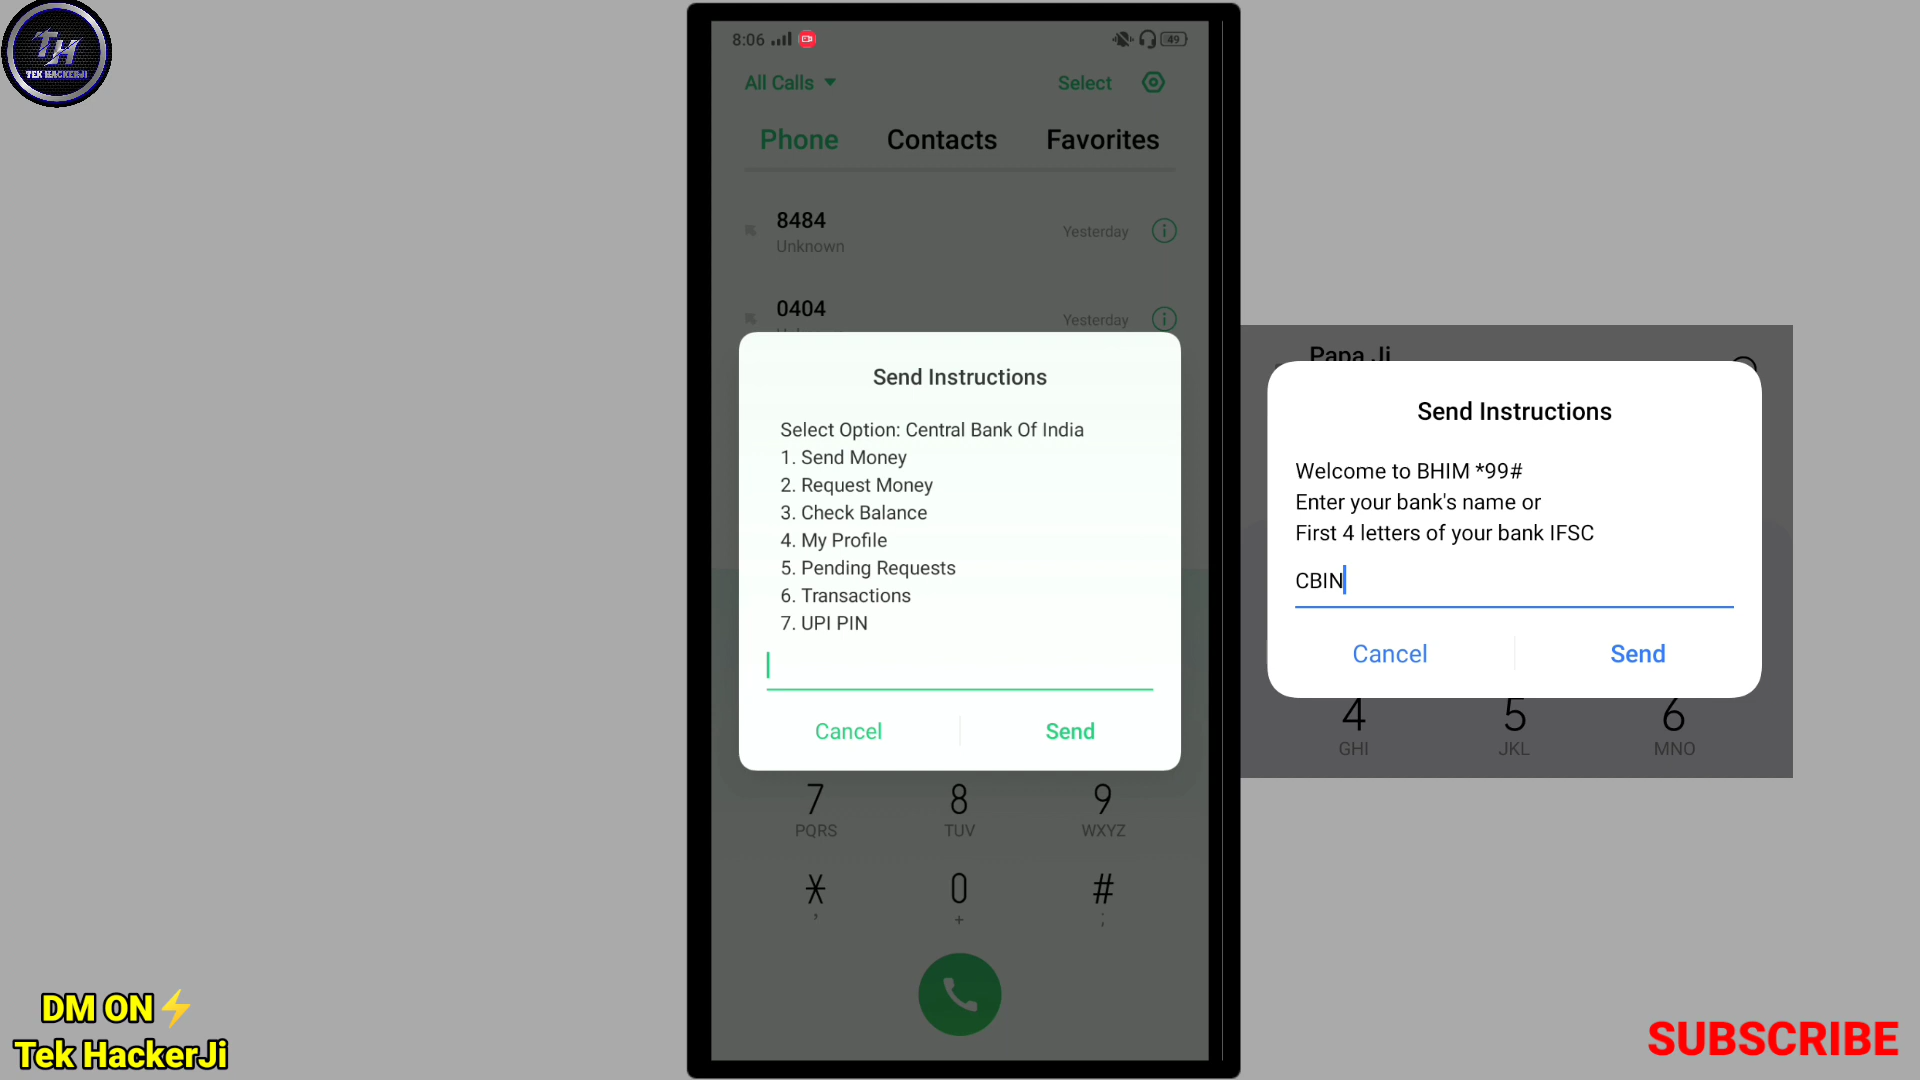 TH
TEK HACKERJI
8:06
49
All Calls
Select
Phone
Contacts
Favorites
8484
Unknown
Yesterday
0404
Yesterday
Send Instructions
Select Option: Central Bank Of India
1. Send Money
2. Request Money
3. Check Balance
4. My Profile
5. Pending Requests
6. Transactions
7. UPI PIN
Cancel
Send
7
8
9
PQRS
TUV
WXYZ
*
0
#
,
+
;
Papa Ji
Send Instructions
Welcome to BHIM *99#
Enter your bank's name or
First 4 letters of your bank IFSC
CBIN
Cancel
Send
4
5
6
GHI
JKL
MNO
DM ON⚡
Tek HackerJi
SUBSCRIBE